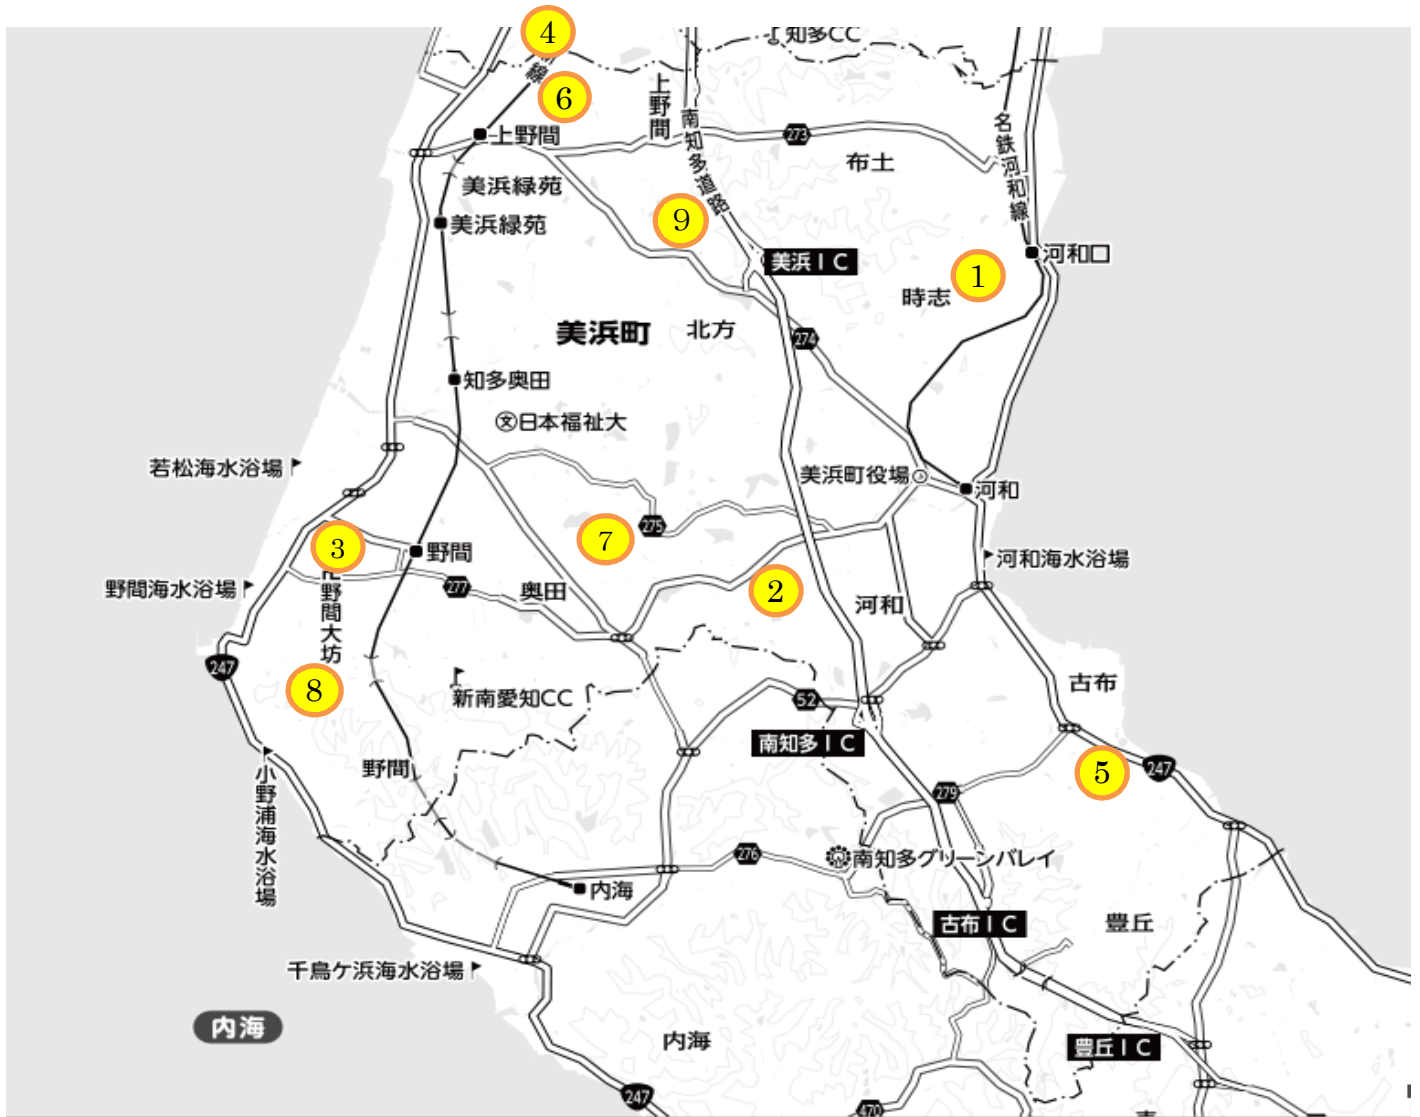 4
知多CC
線
6
上野間
南知多道路
名鉄河和線
上野間
273
布土
美浜緑苑
美浜緑苑
9
美浜IC
河和口
1
時志
美浜町
北方
274
知多奥田
日本福祉大
文
若松海水浴場
美浜町役場
河和
275
7
3
野間
河和海水浴場
野間海水浴場
277
奥田
2
河和
野間大坊
247
8
新南愛知CC
古布
52
南知多IC
野間
5
247
小野浦海水浴場
279
276
南知多グリーンバレイ
内海
古布IC
豊丘
千鳥ケ浜海水浴場
内海
内海
豊丘IC
247
470